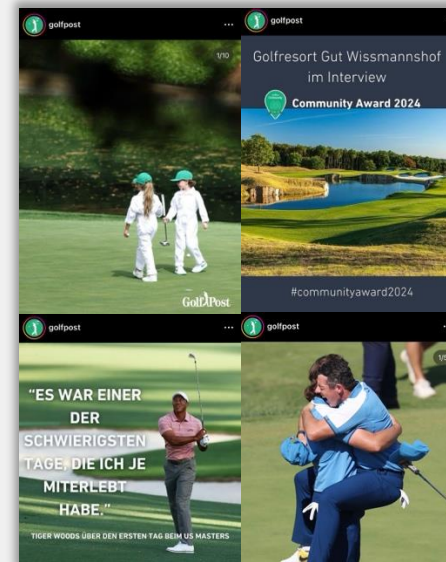 golfpost
1/10
GolfPost
golfpost
Golfresort Gut Wissmannshof
im Interview
Community Award 2024
#communityaward2024
golfpost
"ES WAR EINER
DER
SCHWIERIGSTEN
TAGE, DIE ICH JE
MITERLEBT
HABE."
TIGER WOODS ÜBER DEN ERSTEN TAG BEIM US MASTERS
golfpost